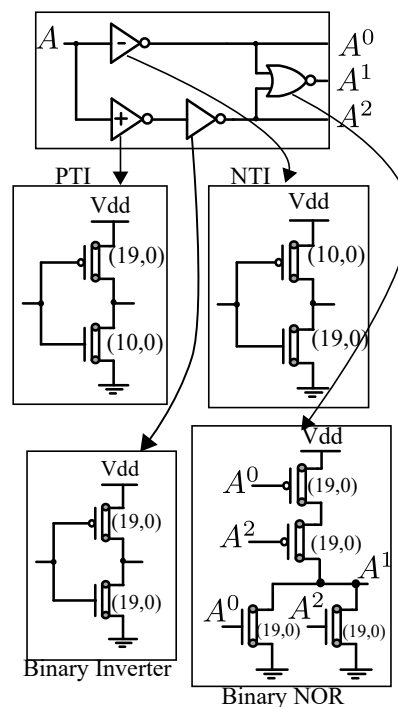 A
-
A^0
A^1
+
A^2
PTI
NTI
Vdd
(19,0)
(10,0)
Vdd
(10,0)
(19,0)
Vdd
(19,0)
(19,0)
Binary Inverter
Vdd
A^0
(19,0)
A^2
(19,0)
A^1
A^0
(19,0)
A^2
(19,0)
Binary NOR